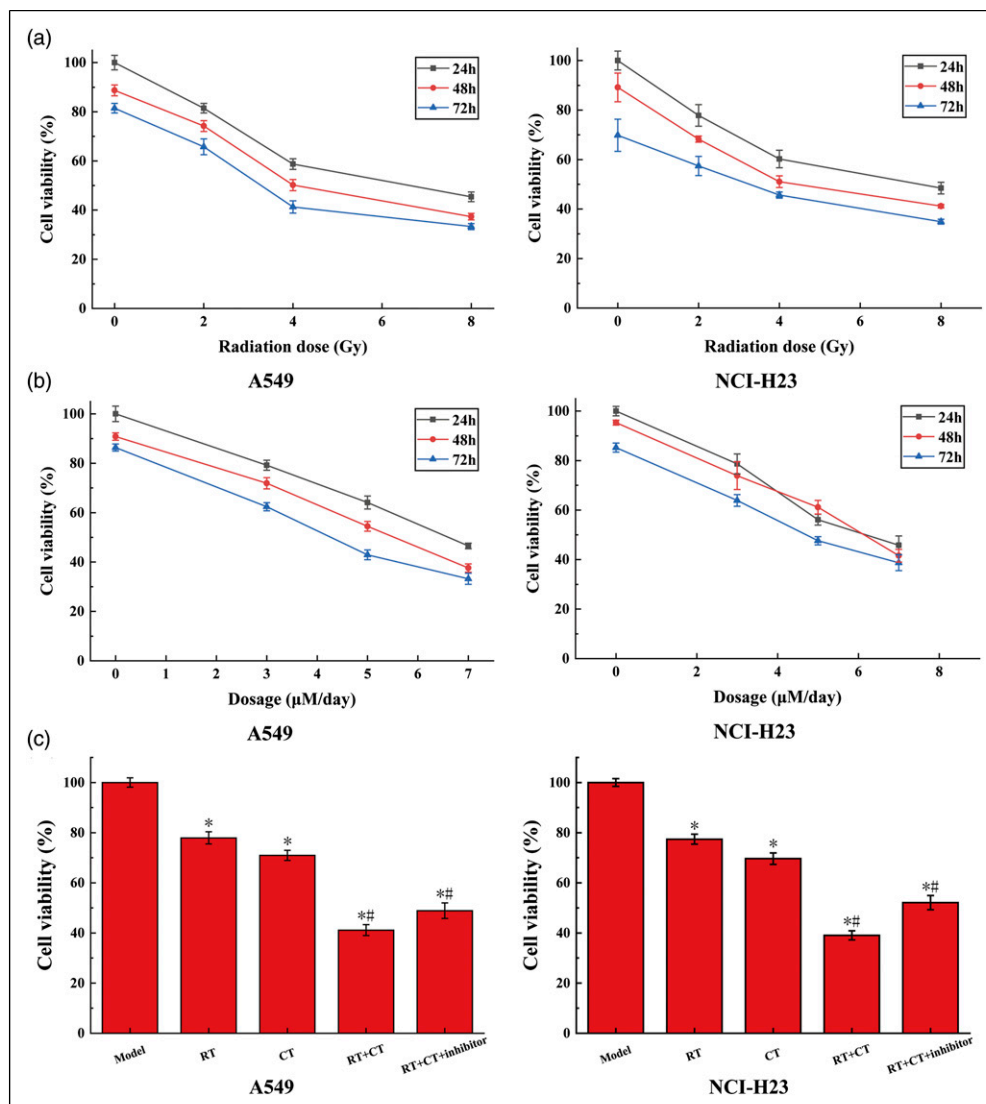 (a)
100
80
60
40
20
0
Cell viability (%)
24h
48h
72h
0 2 4 6 8
Radiation dose (Gy)
A549
100
80
60
40
20
0
Cell viability (%)
24h
48h
72h
0 2 4 6 8
Radiation dose (Gy)
NCI-H23
(b)
100
80
60
40
20
0
Cell viability (%)
24h
48h
72h
0 1 2 3 4 5 6 7
Dosage (μM/day)
A549
100
80
60
40
20
0
Cell viability (%)
24h
48h
72h
0 2 4 6 8
Dosage (μM/day)
NCI-H23
(c)
100
80
60
40
20
0
Cell viability (%)
* * *# *#
Model RT CT RT+CT RT+CT+inhibitor
A549
100
80
60
40
20
0
Cell viability (%)
* * *# *#
Model RT CT RT+CT RT+CT+inhibitor
NCI-H23